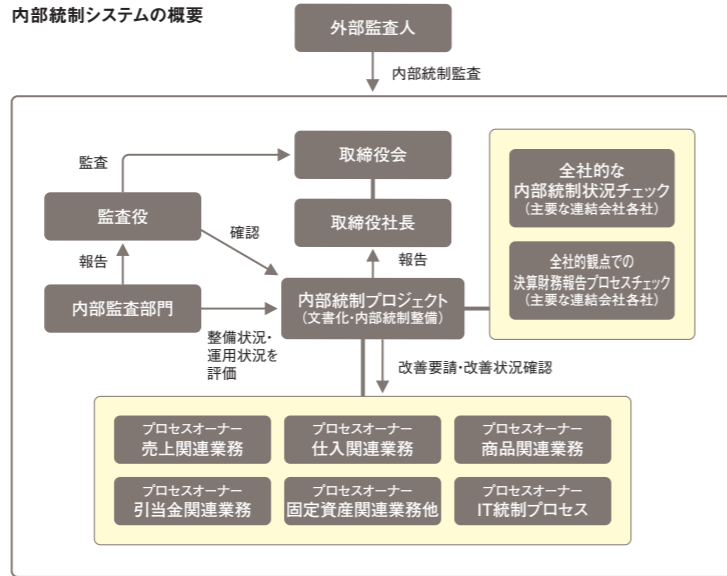 内部統制システムの概要
外部監査人
内部統制監査
監査
取締役会
全社的な
内部統制状況チェック
（主要な連結会社各社）
監査役
確認
取締役社長
報告
報告
全社的観点での
決算財務報告プロセスチェック
（主要な連結会社各社）
内部監査部門
内部統制プロジェクト
（文書化・内部統制整備）
整備状況・
運用状況を
評価
改善要請・改善状況確認
プロセスオーナー
売上関連業務
プロセスオーナー
仕入関連業務
プロセスオーナー
商品関連業務
プロセスオーナー
引当金関連業務
プロセスオーナー
固定資産関連業務他
プロセスオーナー
IT統制プロセス